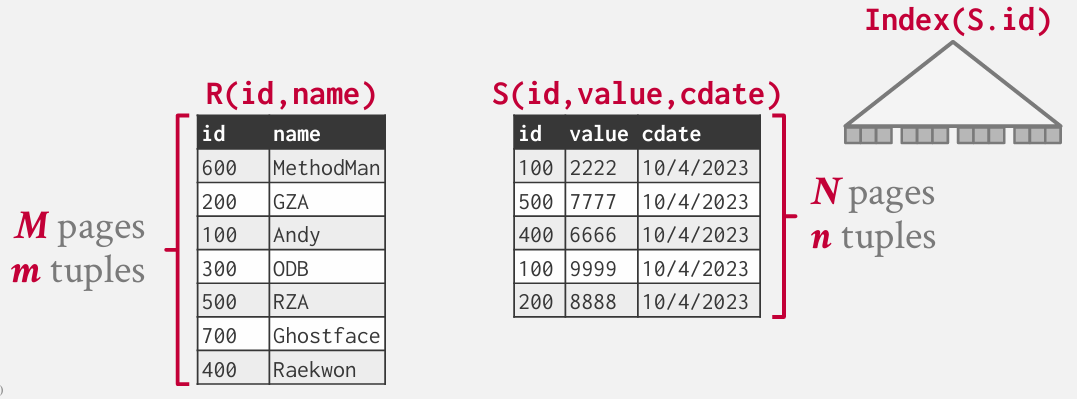 Index(S.id)
R(id,name)
id name
600 MethodMan
200 GZA
100 Andy
300 ODB
500 RZA
700 Ghostface
400 Raekwon
M pages
m tuples
S(id,value,cdate)
id value cdate
100 2222 10/4/2023
500 7777 10/4/2023
400 6666 10/4/2023
100 9999 10/4/2023
200 8888 10/4/2023
N pages
n tuples
)